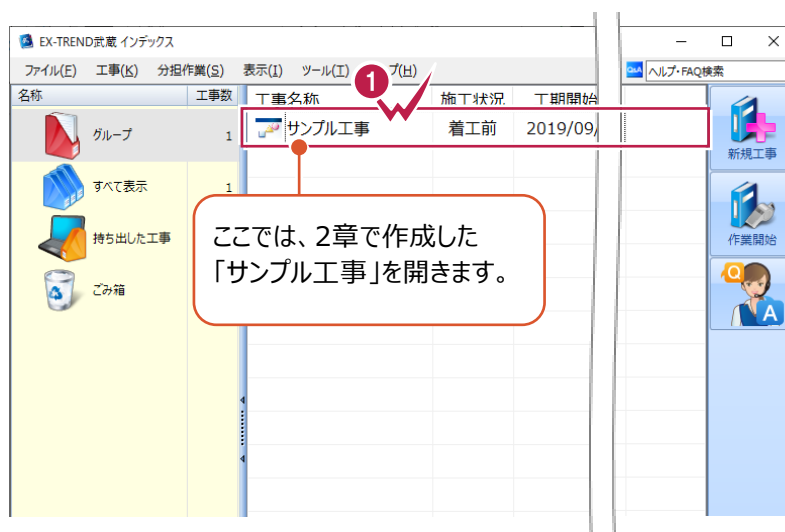 EX-TREND武蔵 インデックス
ファイル(F) 工事(K) 分担作業(S) 表示(I) ツール(T) プ(H)
QaA ヘルプ・FAQ検索
名称 工事数
工事名称 施工状況 工期開始
1
グループ 1
サンプル工事 着工前 2019/09/
新規工事
すべて表示 1
持ち出した工事
ごみ箱
ここでは、2章で作成した
「サンプル工事」を開きます。
作業開始
Q
A